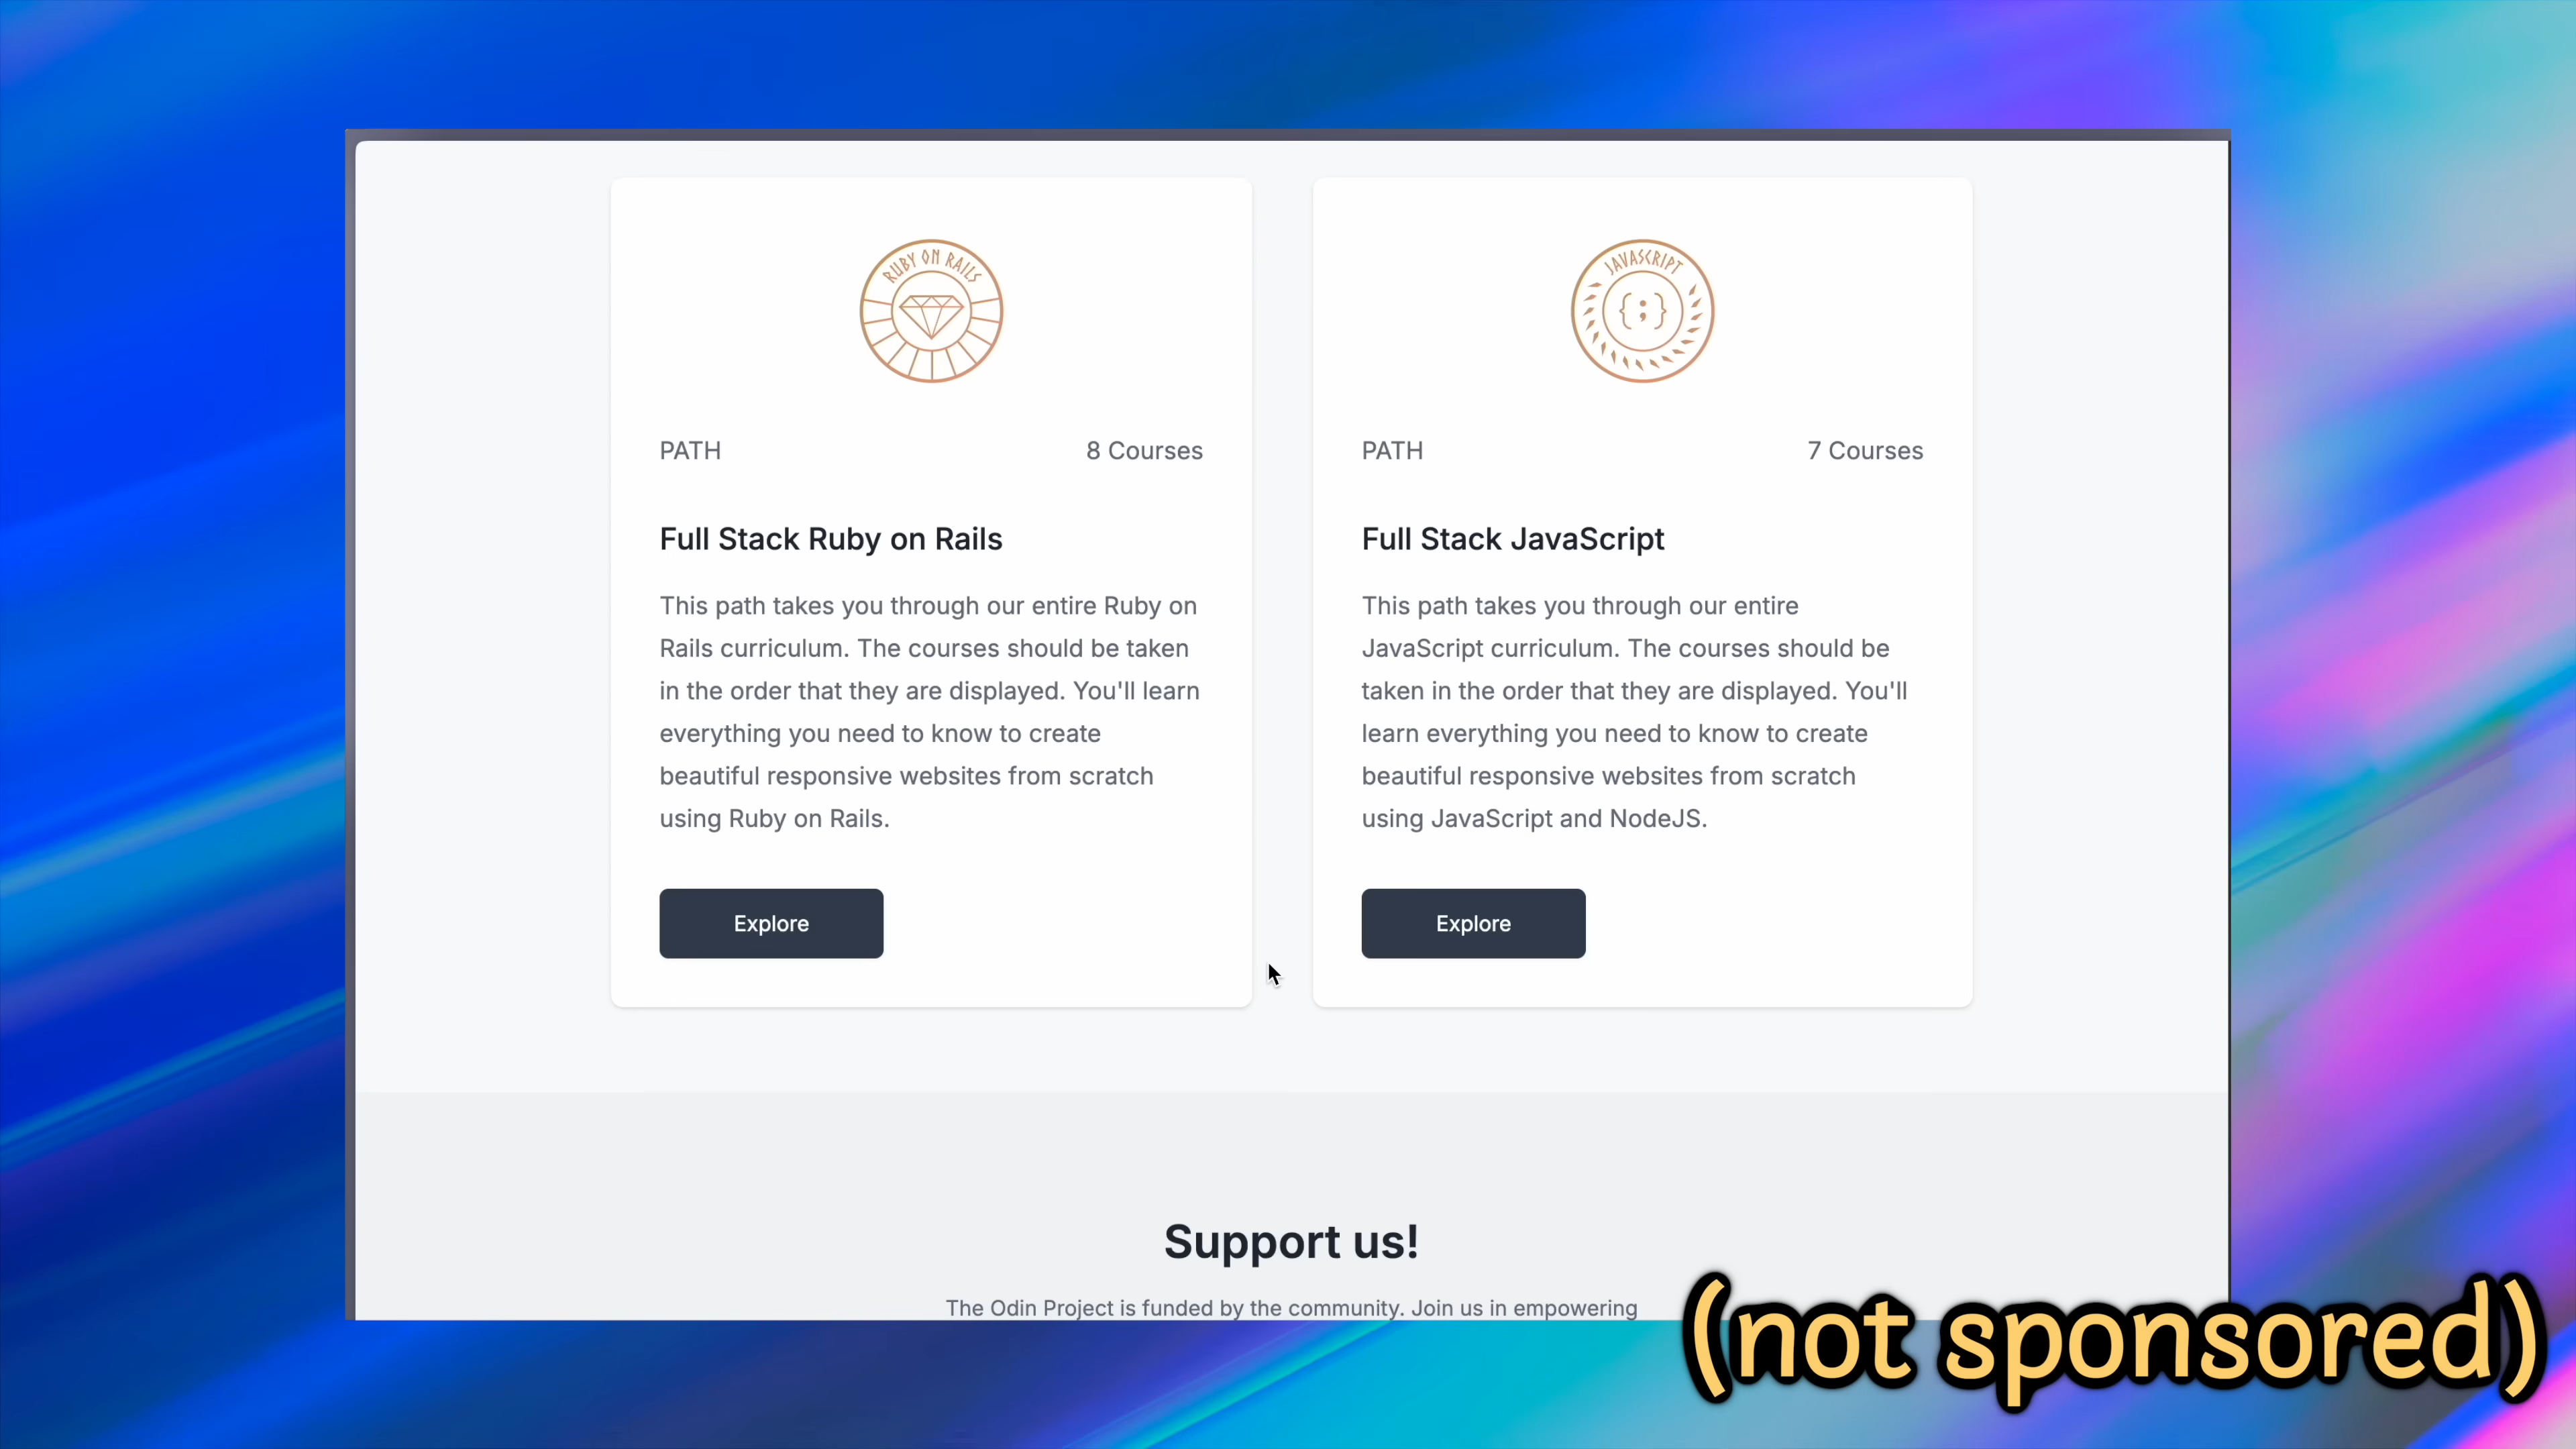 RUBY ON RAILS
PATH
8 Courses
Full Stack Ruby on Rails
This path takes you through our entire Ruby on
Rails curriculum. The courses should be taken
in the order that they are displayed. You'll learn
everything you need to know to create
beautiful responsive websites from scratch
using Ruby on Rails.
Explore
JAVASCRIPT
{;}
PATH
7 Courses
Full Stack JavaScript
This path takes you through our entire
JavaScript curriculum. The courses should be
taken in the order that they are displayed. You'll
learn everything you need to know to create
beautiful responsive websites from scratch
using JavaScript and NodeJS.
Explore
Support us!
The Odin Project is funded by the community. Join us in empowering
(not sponsored)